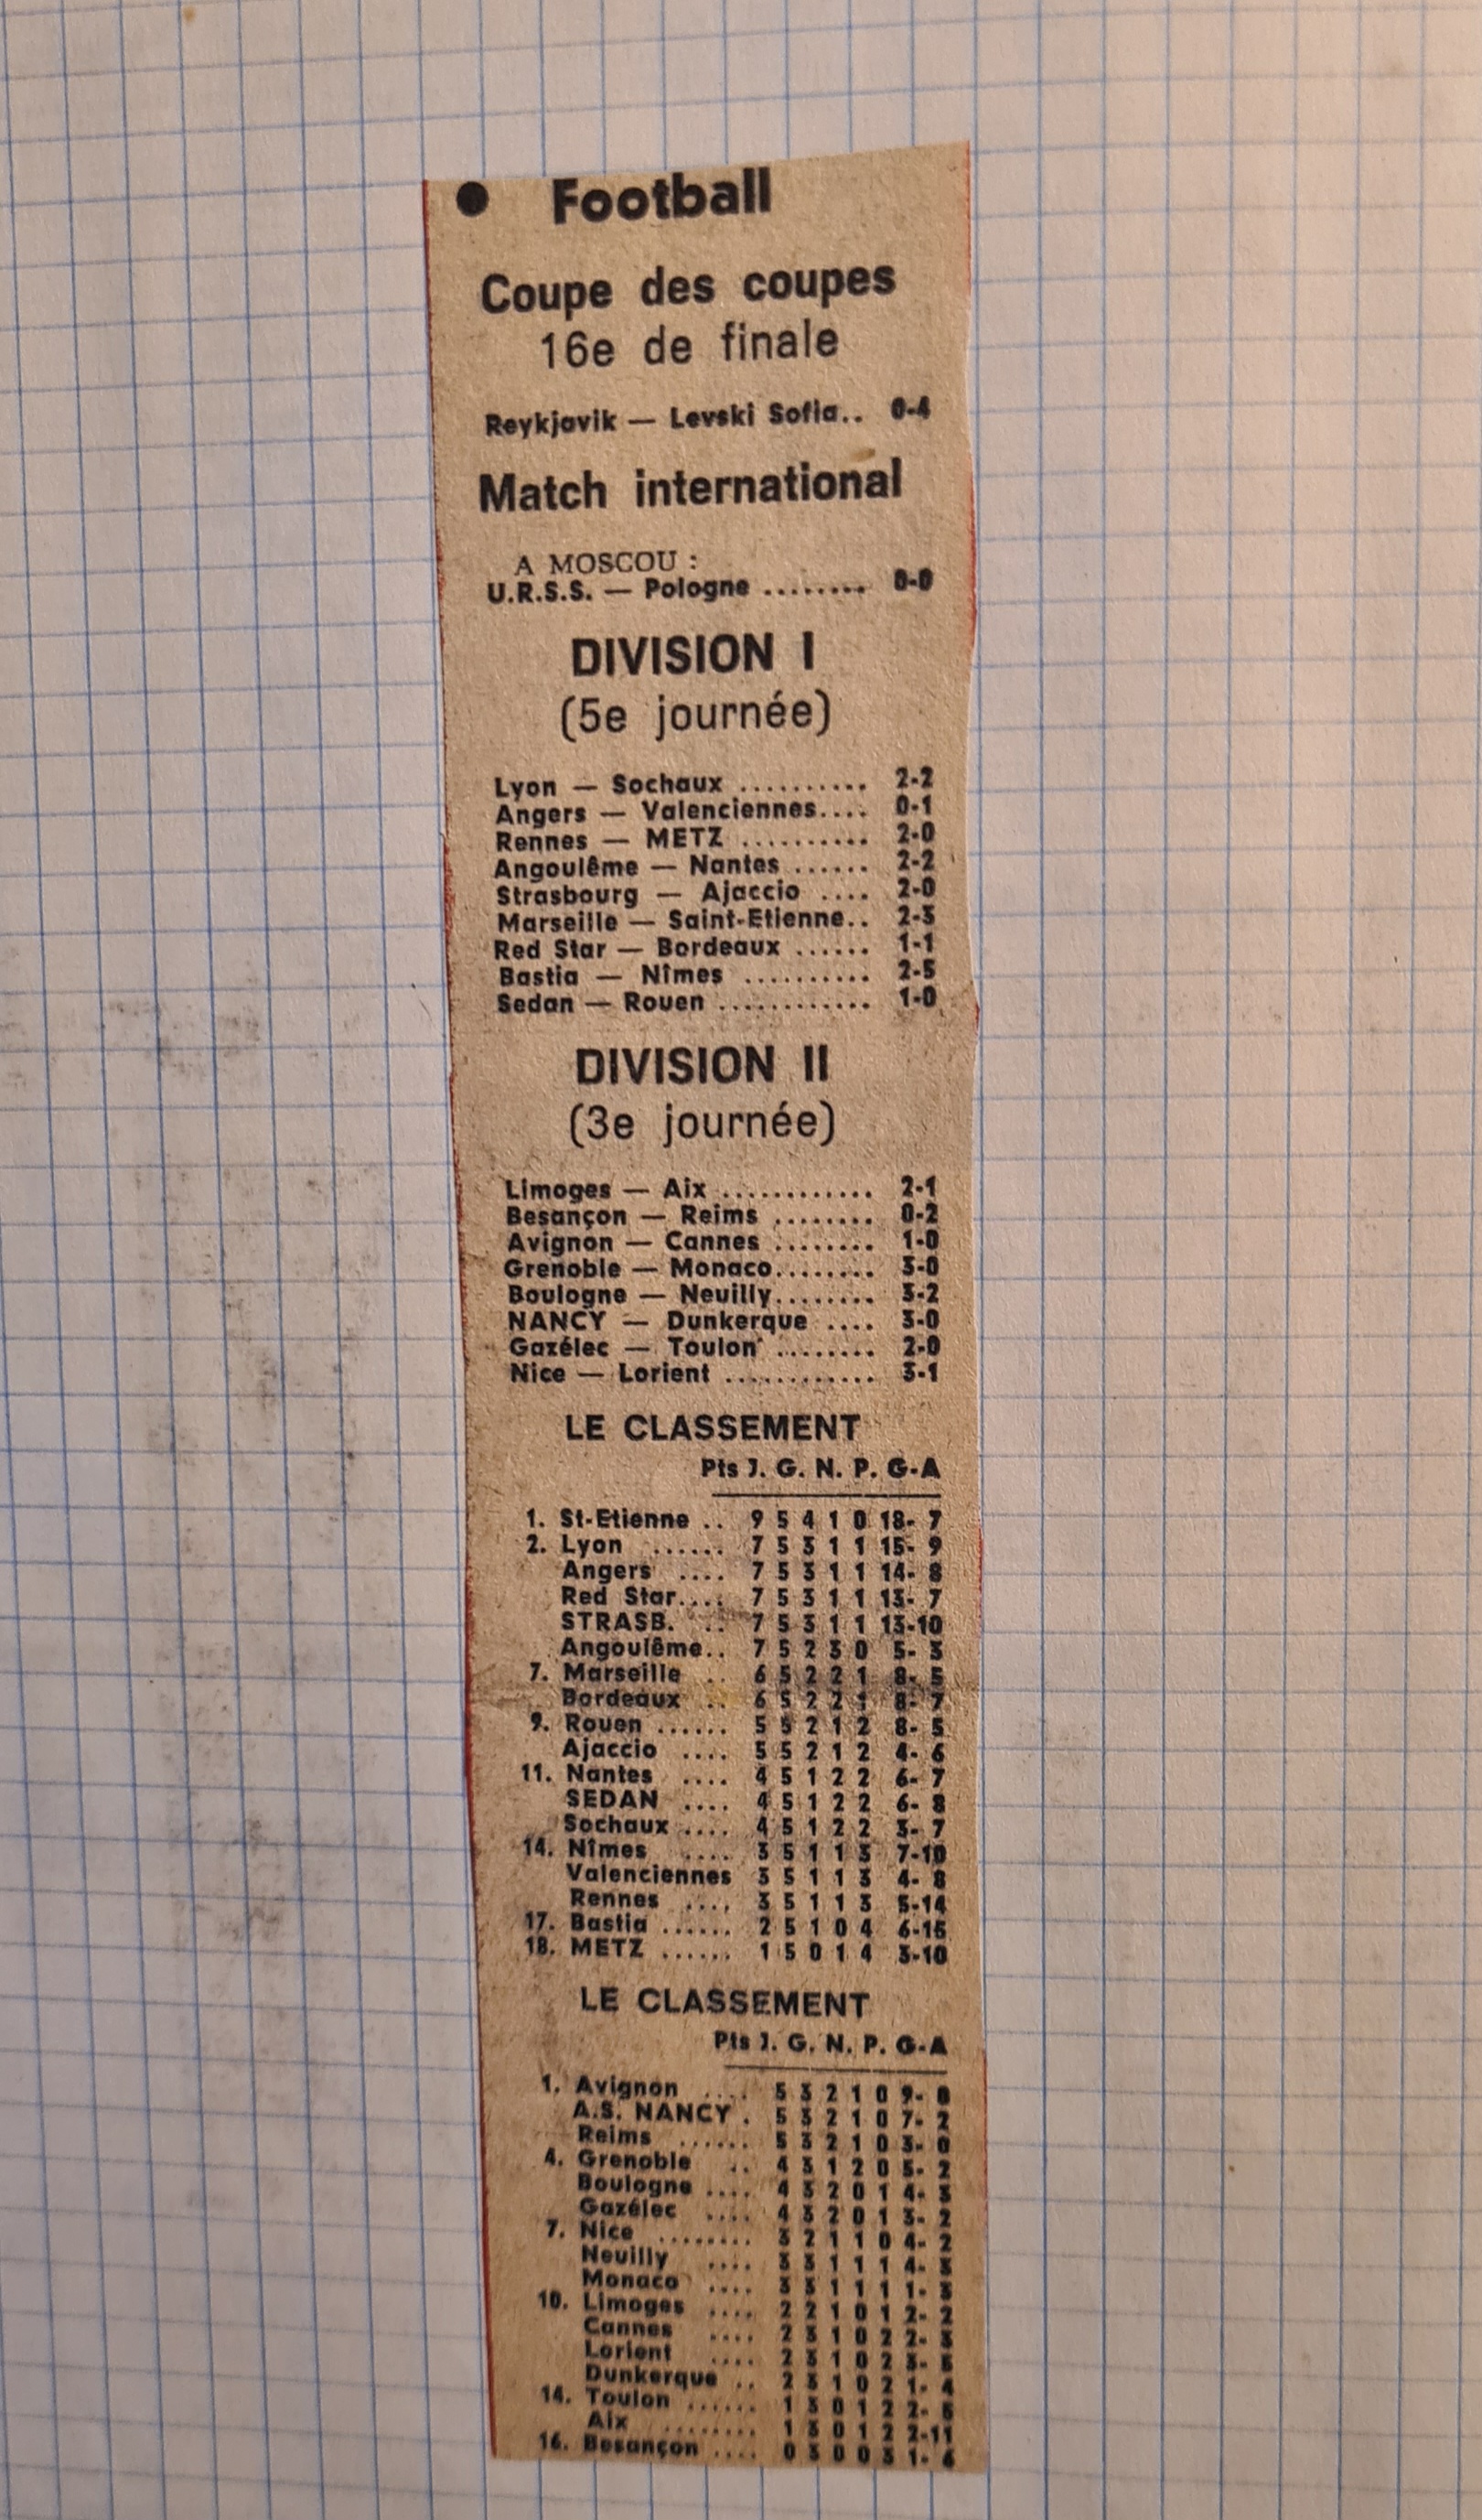 ● Football
Coupe des coupes
16e de finale
Reykjavik — Levski Sofia.. 0-4
Match international
A MOSCOU :
U.R.S.S. — Pologne ........ 0-0
DIVISION I
(5e journée)
Lyon — Sochaux .......... 2-2
Angers — Valenciennes.... 0-1
Rennes — METZ .......... 2-0
Angoulême — Nantes ...... 2-2
Strasbourg — Ajaccio .... 2-0
Marseille — Saint-Etienne.. 2-3
Red Star — Bordeaux ...... 1-1
Bastia — Nîmes .......... 2-5
Sedan — Rouen ............ 1-0
DIVISION II
(3e journée)
Limoges — Aix ............ 2-1
Besançon — Reims ........ 0-2
Avignon — Cannes ........ 1-0
Grenoble — Monaco........ 3-0
Boulogne — Neuilly........ 3-2
NANCY — Dunkerque .... 3-0
Gazélec — Toulon ........ 2-0
Nice — Lorient ............ 3-1
LE CLASSEMENT
Pts J. G. N. P. G-A
1. St-Etienne .. 9 5 4 1 0 18- 7
2. Lyon ...... 7 5 3 1 1 15- 9
Angers .... 7 5 3 1 1 14- 8
Red Star.... 7 5 3 1 1 13- 7
STRASB. .. 7 5 3 1 1 13-10
Angoulême.. 7 5 2 3 0 5- 3
7. Marseille .. 6 5 2 2 1 8- 5
Bordeaux .. 6 5 2 2 1 8- 7
9. Rouen ...... 5 5 2 1 2 8- 5
Ajaccio .... 5 5 2 1 2 4- 6
11. Nantes .... 4 5 1 2 2 6- 7
SEDAN .... 4 5 1 2 2 6- 8
Sochaux .... 4 5 1 2 2 3- 7
14. Nîmes .... 3 5 1 1 3 7-10
Valenciennes 3 5 1 1 3 4- 8
Rennes .... 3 5 1 1 3 5-14
17. Bastia ...... 2 5 1 0 4 6-15
18. METZ ...... 1 5 0 1 4 3-10
LE CLASSEMENT
Pts J. G. N. P. G-A
1. Avignon .... 5 3 2 1 0 9- 0
A.S. NANCY . 5 3 2 1 0 7- 2
Reims ...... 5 3 2 1 0 3- 0
4. Grenoble .. 4 3 1 2 0 5- 2
Boulogne .... 4 3 2 0 1 4- 3
Gazélec .... 4 3 2 0 1 3- 2
7. Nice ........ 3 2 1 1 0 4- 2
Neuilly .... 3 3 1 1 1 4- 3
Monaco .... 3 3 1 1 1 1- 3
10. Limoges .... 2 2 1 0 1 2- 2
Cannes .... 2 3 1 0 2 2- 3
Lorient .... 2 3 1 0 2 3- 5
Dunkerque .. 2 3 1 0 2 1- 4
14. Toulon ...... 1 3 0 1 2 2- 5
Aix ........ 1 3 0 1 2 2-11
16. Besançon .... 0 3 0 0 3 1- 6